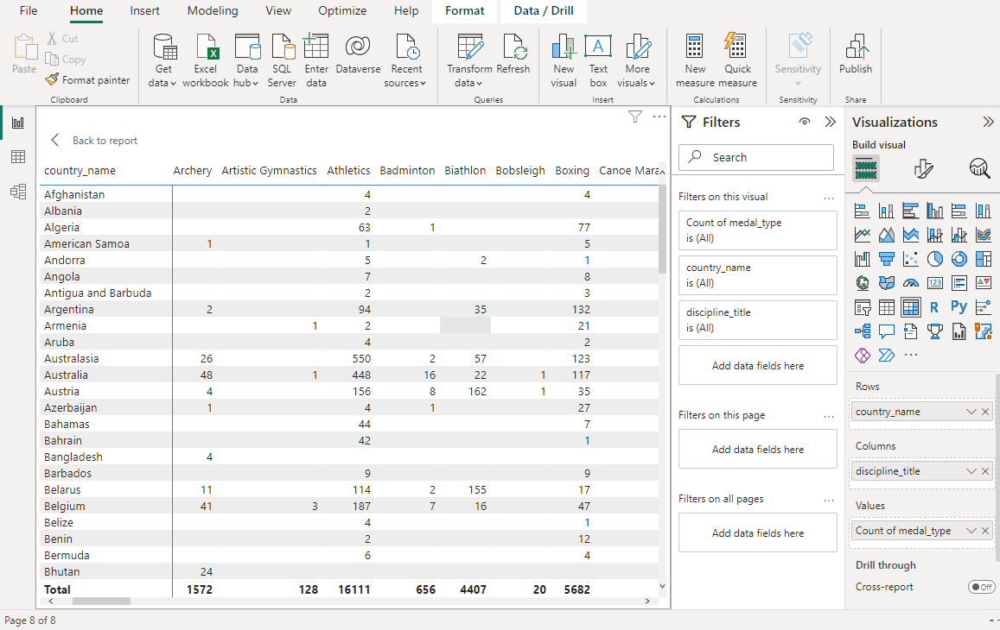 File Home Insert Modeling View Optimize Help Format Data / Drill
Paste Cut Copy Format painter
Get data Excel workbook Data hub SQL Server Enter data Dataverse Recent sources
Transform data Refresh New visual Text box More visuals New measure Quick measure Sensitivity Publish
Clipboard Data Queries Insert Calculations Sensitivity Share
Back to report
country_name Archery Artistic Gymnastics Athletics Badminton Biathlon Bobsleigh Boxing Canoe Mara
Afghanistan 4 4
Albania 2
Algeria 63 1 77
American Samoa 1 1 5
Andorra 5 2 1
Angola 7 8
Antigua and Barbuda 2 3
Argentina 2 94 35 132
Armenia 1 2 21
Aruba 4 2
Australasia 26 550 2 57 123
Australia 48 1 448 16 22 1 117
Austria 4 156 8 162 1 35
Azerbaijan 1 4 1 27
Bahamas 44 7
Bahrain 42 1
Bangladesh 4
Barbados 9 9
Belarus 11 114 2 155 17
Belgium 41 3 187 7 16 47
Belize 4 1
Benin 2 12
Bermuda 6 4
Bhutan 24
Total 1572 128 16111 656 4407 20 5682
Filters
Search
Filters on this visual ...
Count of medal_type
is (All)
country_name
is (All)
discipline_title
is (All)
Add data fields here
Filters on this page ...
Add data fields here
Filters on all pages ...
Add data fields here
Visualizations
Build visual
123
R Py
...
Rows
country_name
Columns
discipline_title
Values
Count of medal_type
Drill through
Cross-report Off
Page 8 of 8